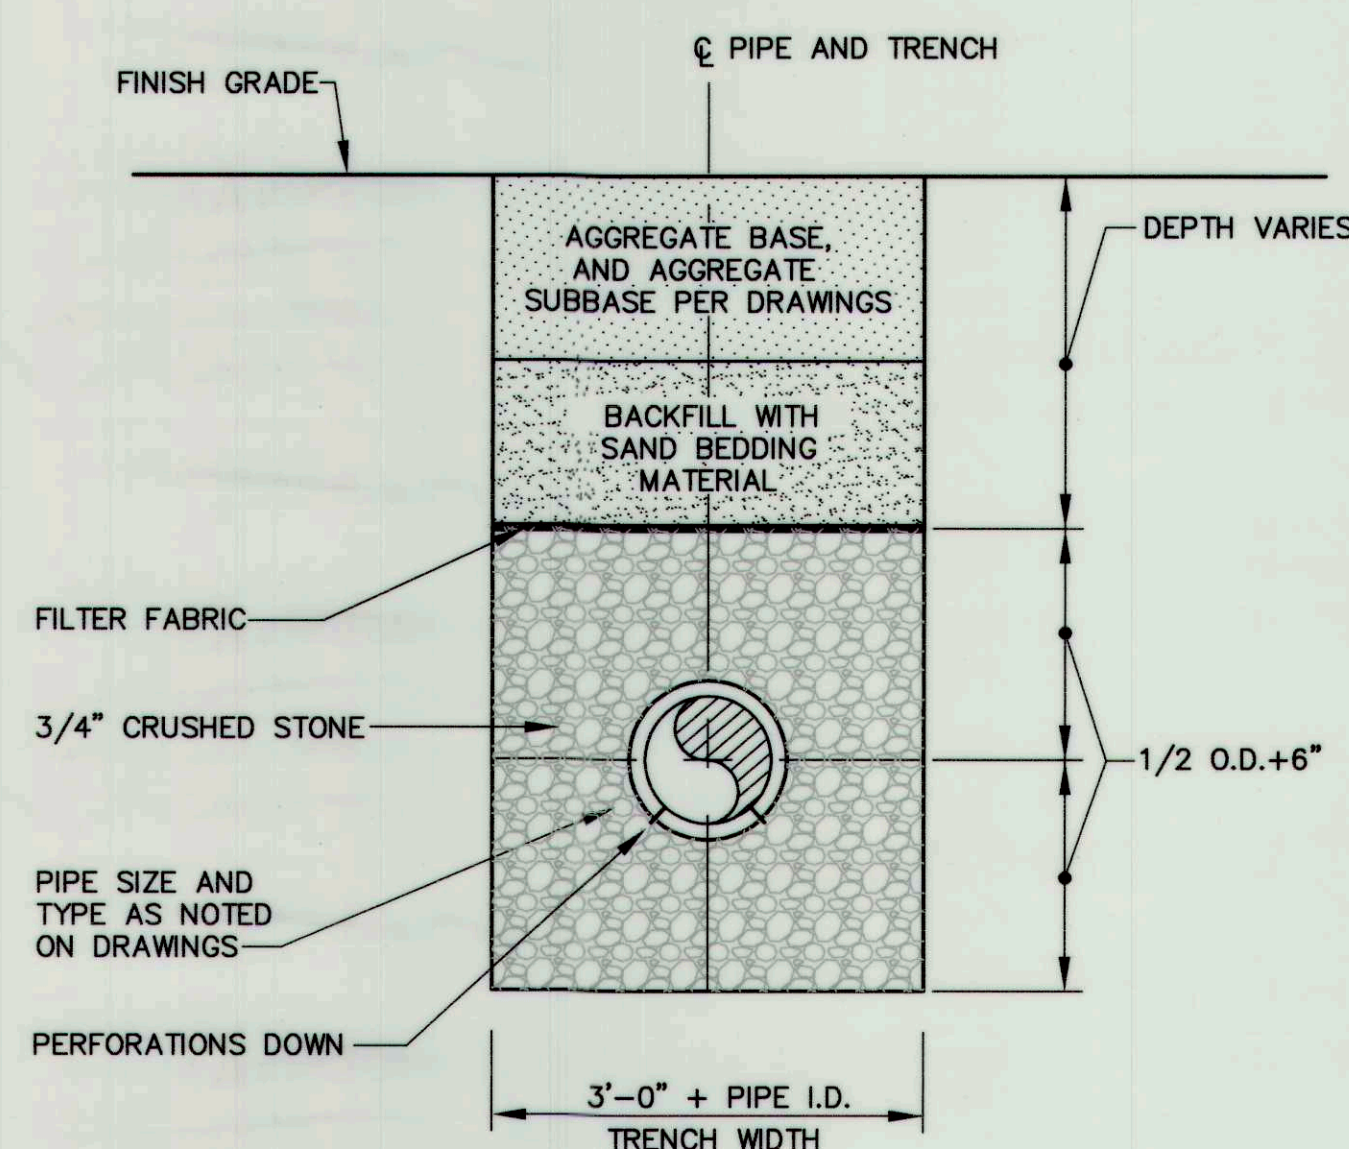 ℄ PIPE AND TRENCH
FINISH GRADE
DEPTH VARIES
AGGREGATE BASE,
AND AGGREGATE
SUBBASE PER DRAWINGS
BACKFILL WITH
SAND BEDDING
MATERIAL
FILTER FABRIC
3/4" CRUSHED STONE
1/2 O.D.+6"
PIPE SIZE AND
TYPE AS NOTED
ON DRAWINGS
PERFORATIONS DOWN
3'-0" + PIPE I.D.
TRENCH WIDTH